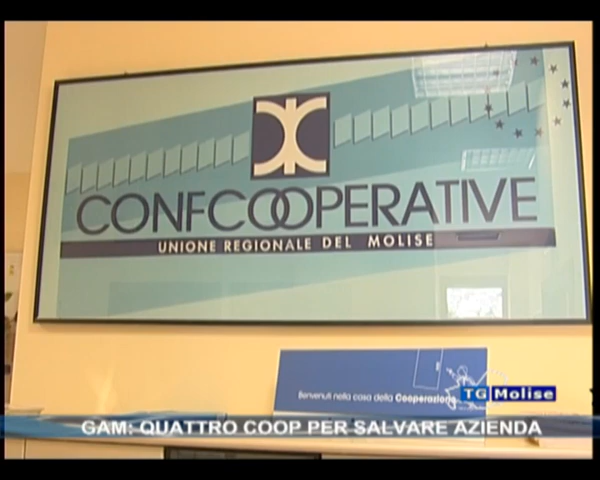 CONFCOOPERATIVE
UNIONE REGIONALE DEL MOLISE
Benvenuti nella casa della Cooperazione
TG Molise
GAM: QUATTRO COOP PER SALVARE AZIENDA